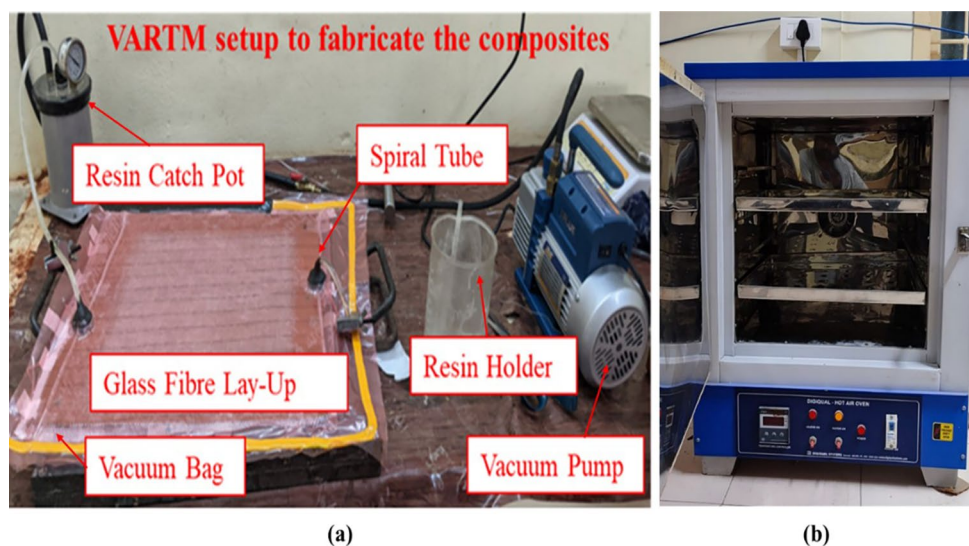 VARTM setup to fabricate the composites
Resin Catch Pot
Spiral Tube
Glass Fibre Lay-Up
Resin Holder
Vacuum Bag
Vacuum Pump
DIGIQUAL - HOT AIR OVEN
(a)
(b)